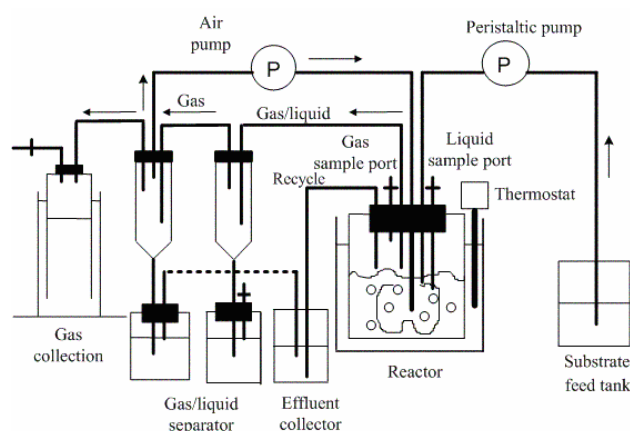 Air
pump
P
Peristaltic pump
P
Gas
Gas/liquid
Gas
sample port
Liquid
sample port
Recycle
Thermostat
Gas
collection
Gas/liquid
separator
Effluent
collector
Reactor
Substrate
feed tank